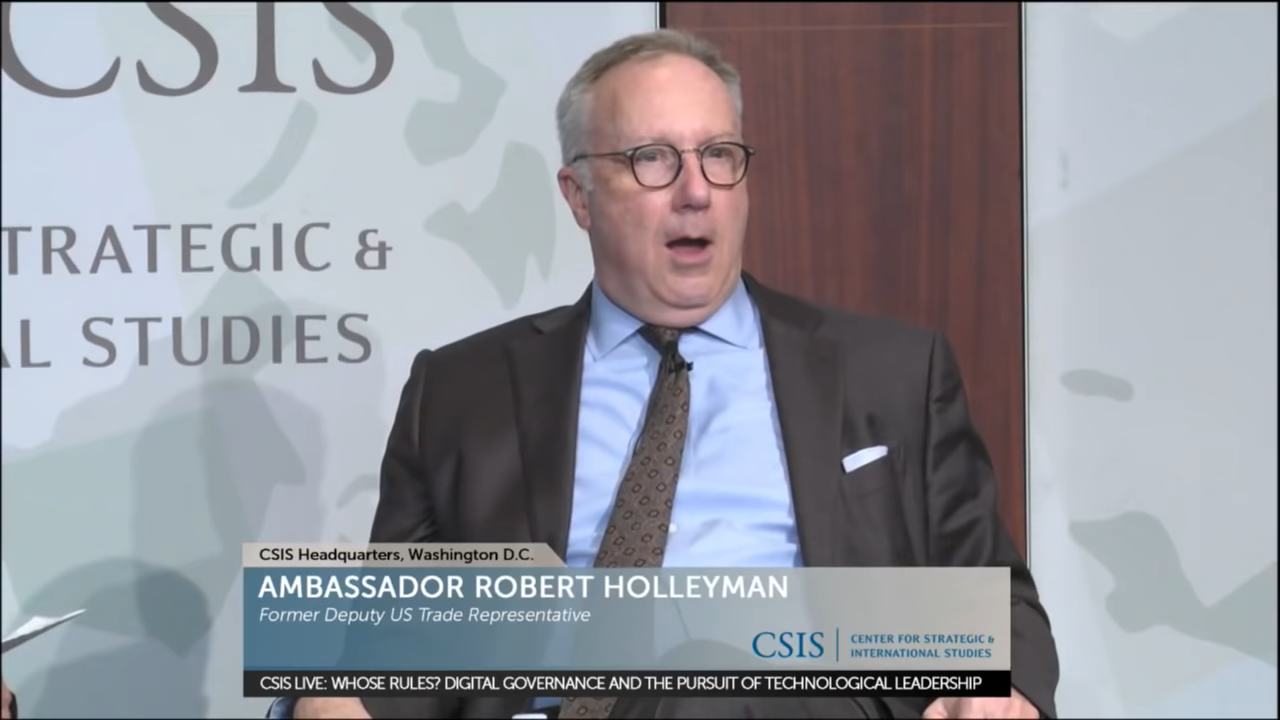 CSIS
TRATEGIC &
AL STUDIES
CSIS Headquarters, Washington D.C.
AMBASSADOR ROBERT HOLLEYMAN
Former Deputy US Trade Representative
CSIS
CENTER FOR STRATEGIC &
INTERNATIONAL STUDIES
CSIS LIVE: WHOSE RULES? DIGITAL GOVERNANCE AND THE PURSUIT OF TECHNOLOGICAL LEADERSHIP